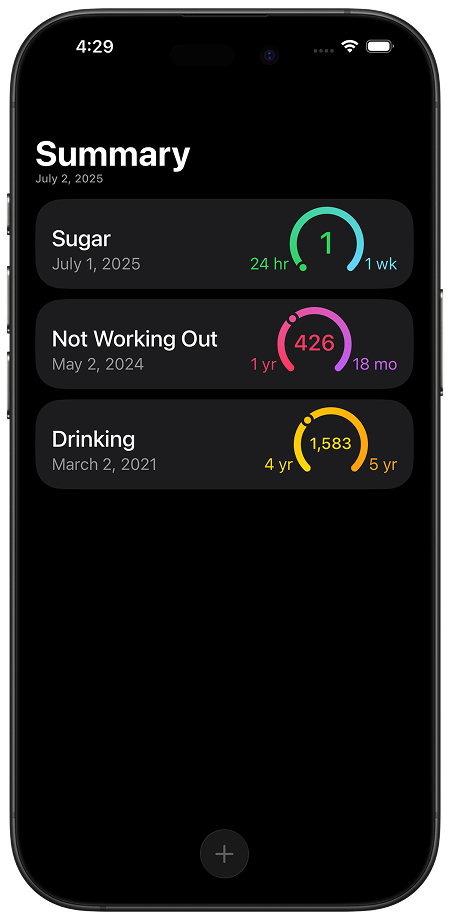 4:29
Summary
July 2, 2025
Sugar
July 1, 2025
1
24 hr
1 wk
Not Working Out
May 2, 2024
426
1 yr
18 mo
Drinking
March 2, 2021
1,583
4 yr
5 yr